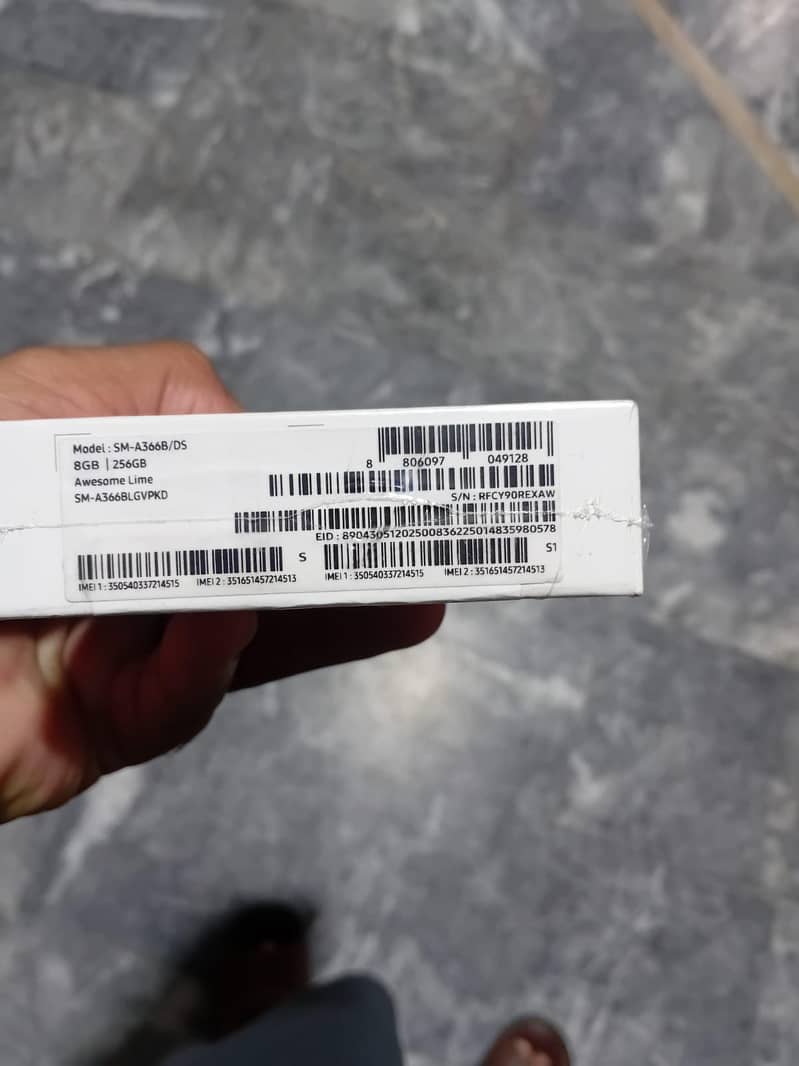 Model : SM-A366B/DS
8GB | 256GB
Awesome Lime
SM-A366BLGVPKD
8 806097 049128
S/N : RFCY90REXAW
EID : 89043051202500836225014835980578
S
S1
IMEI 1 : 350540337214515 IMEI 2 : 351651457214513
IMEI 1 : 350540337214515 IMEI 2 : 351651457214513